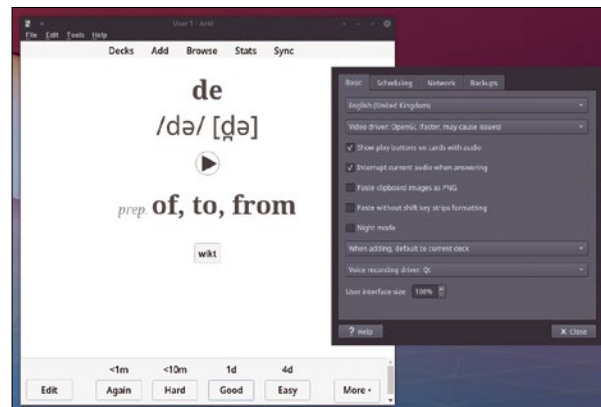 User 1 - Anki
File Edit Tools Help
Decks Add Browse Stats Sync
de
/də/ [d̥ə]
prep. of, to, from
wikt
<1m <10m 1d 4d
Edit Again Hard Good Easy More
Basic Scheduling Network Backups
English (United Kingdom)
Video driver: OpenGL (faster, may cause issues)
Show play buttons on cards with audio
Interrupt current audio when answering
Paste clipboard images as PNG
Paste without shift key strips formatting
Night mode
When adding, default to current deck
Voice recording driver: Qt
User interface size 100%
? Help X Close